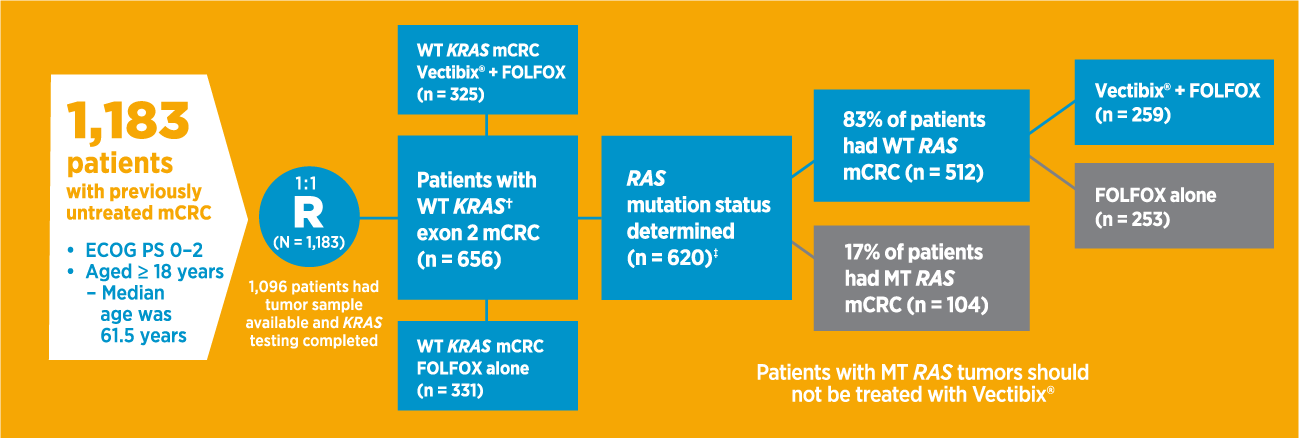 1,183
patients
with previously
untreated mCRC
• ECOG PS 0–2
• Aged ≥ 18 years
– Median
age was
61.5 years
1:1
R
(N = 1,183)
1,096 patients had
tumor sample
available and KRAS
testing completed
WT KRAS mCRC
Vectibix® + FOLFOX
(n = 325)
Patients with
WT KRAS†
exon 2 mCRC
(n = 656)
WT KRAS mCRC
FOLFOX alone
(n = 331)
RAS
mutation status
determined
(n = 620)‡
83% of patients
had WT RAS
mCRC (n = 512)
17% of patients
had MT RAS
mCRC (n = 104)
Vectibix® + FOLFOX
(n = 259)
FOLFOX alone
(n = 253)
Patients with MT RAS tumors should
not be treated with Vectibix®